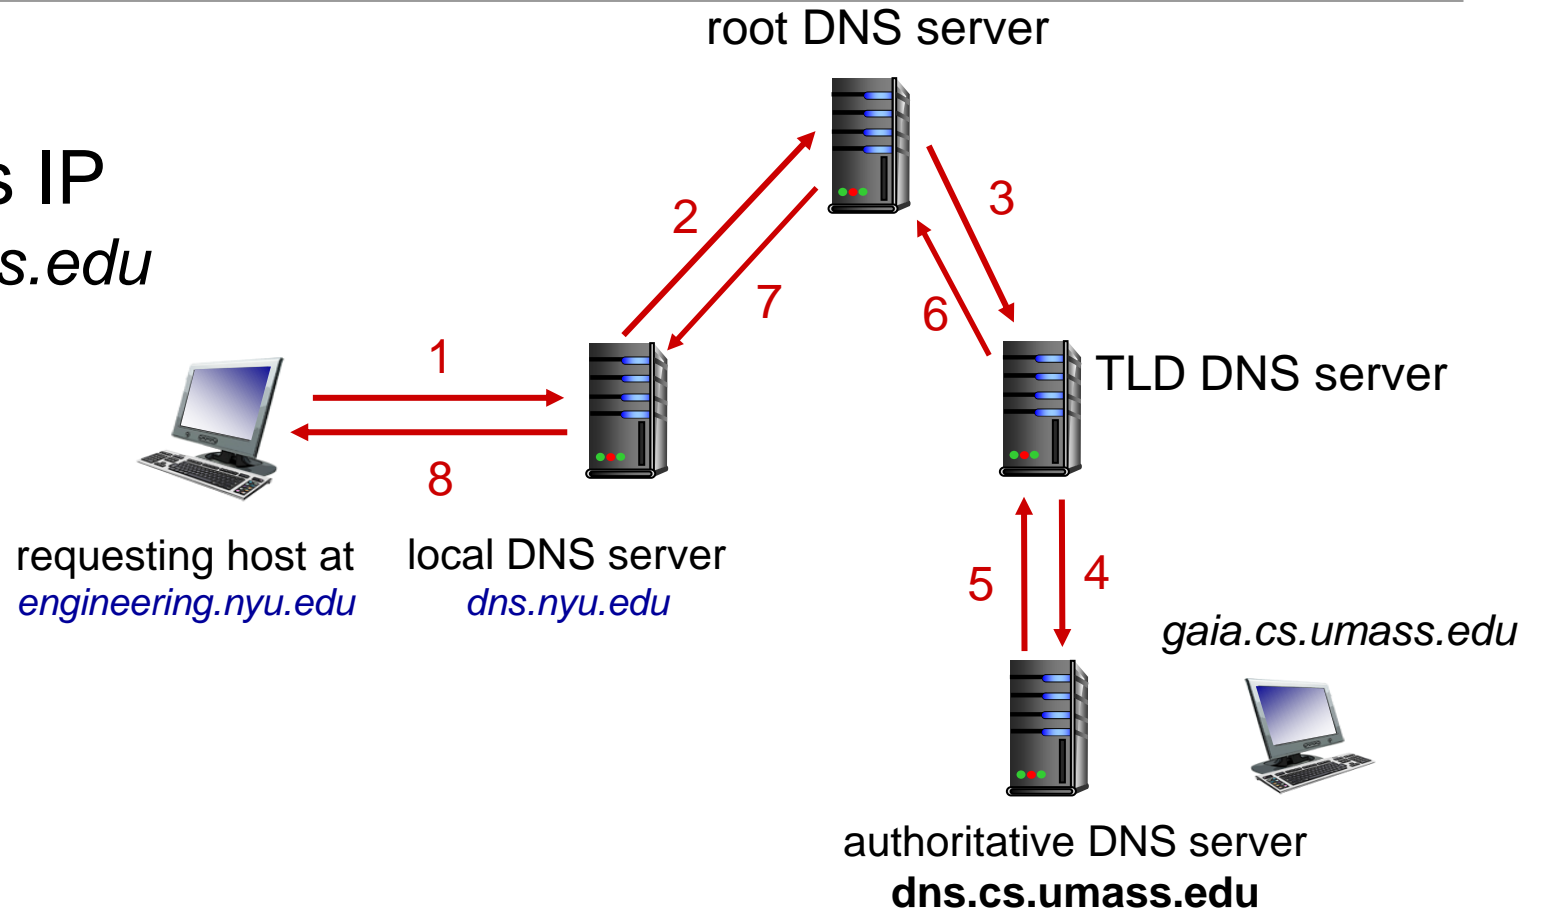 root DNS server
s IP
s.edu
2
3
7
6
1
TLD DNS server
8
requesting host at
engineering.nyu.edu
local DNS server
dns.nyu.edu
5
4
gaia.cs.umass.edu
authoritative DNS server
dns.cs.umass.edu